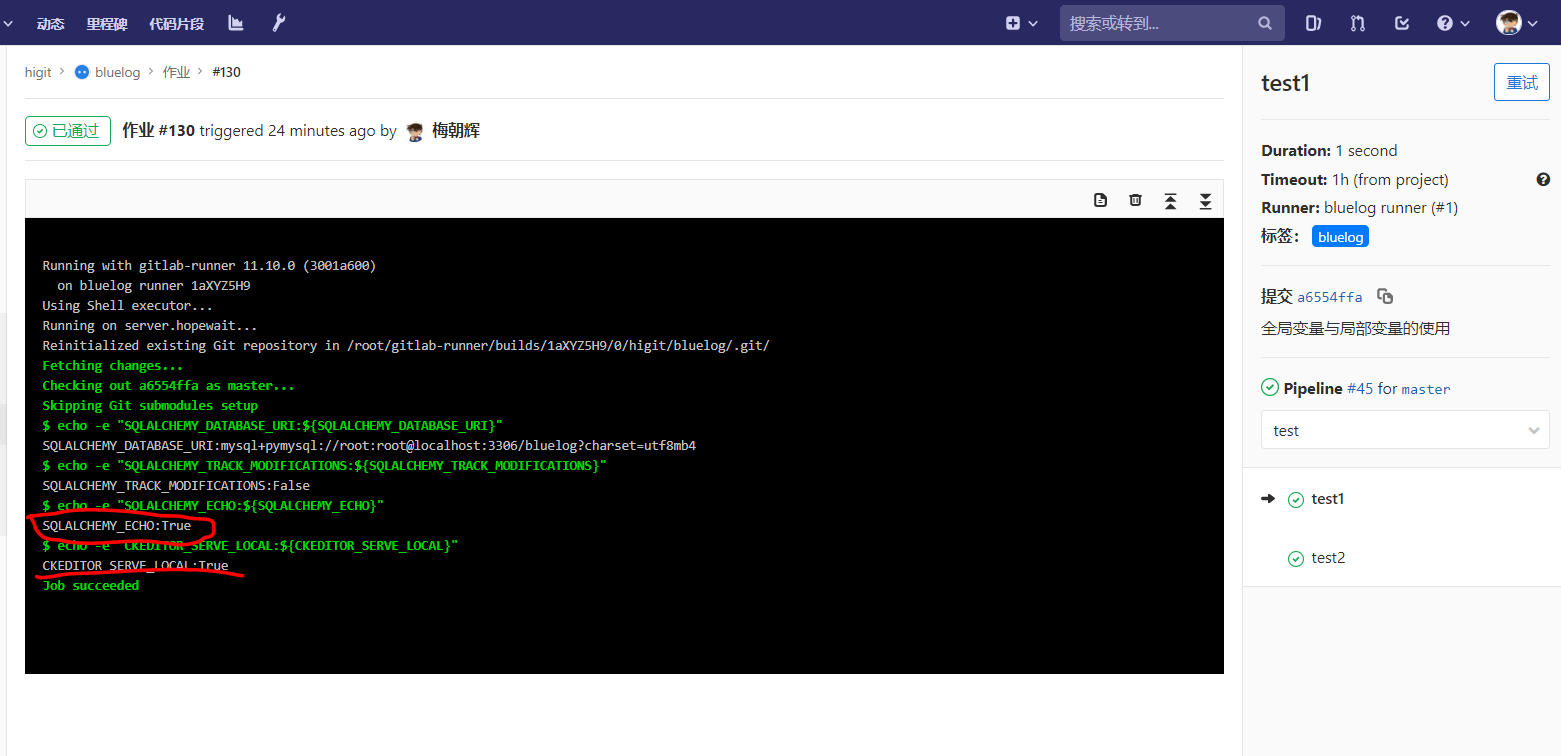 动态 里程碑 代码片段 搜索或转到...
higit > bluelog > 作业 > #130
已通过 作业 #130 triggered 24 minutes ago by 梅朝辉
Running with gitlab-runner 11.10.0 (3001a600)
on bluelog runner 1aXYZ5H9
Using Shell executor...
Running on server.hopewait...
Reinitialized existing Git repository in /root/gitlab-runner/builds/1aXYZ5H9/0/higit/bluelog/.git/
Fetching changes...
Checking out a6554ffa as master...
Skipping Git submodules setup
$ echo -e "SQLALCHEMY_DATABASE_URI:${SQLALCHEMY_DATABASE_URI}"
SQLALCHEMY_DATABASE_URI:mysql+pymysql://root:root@localhost:3306/bluelog?charset=utf8mb4
$ echo -e "SQLALCHEMY_TRACK_MODIFICATIONS:${SQLALCHEMY_TRACK_MODIFICATIONS}"
SQLALCHEMY_TRACK_MODIFICATIONS:False
$ echo -e "SQLALCHEMY_ECHO:${SQLALCHEMY_ECHO}"
SQLALCHEMY_ECHO:True
$ echo -e "CKEDITOR_SERVE_LOCAL:${CKEDITOR_SERVE_LOCAL}"
CKEDITOR_SERVE_LOCAL:True
Job succeeded
test1 重试
Duration: 1 second
Timeout: 1h (from project)
Runner: bluelog runner (#1)
标签： bluelog
提交 a6554ffa
全局变量与局部变量的使用
Pipeline #45 for master
test
test1
test2